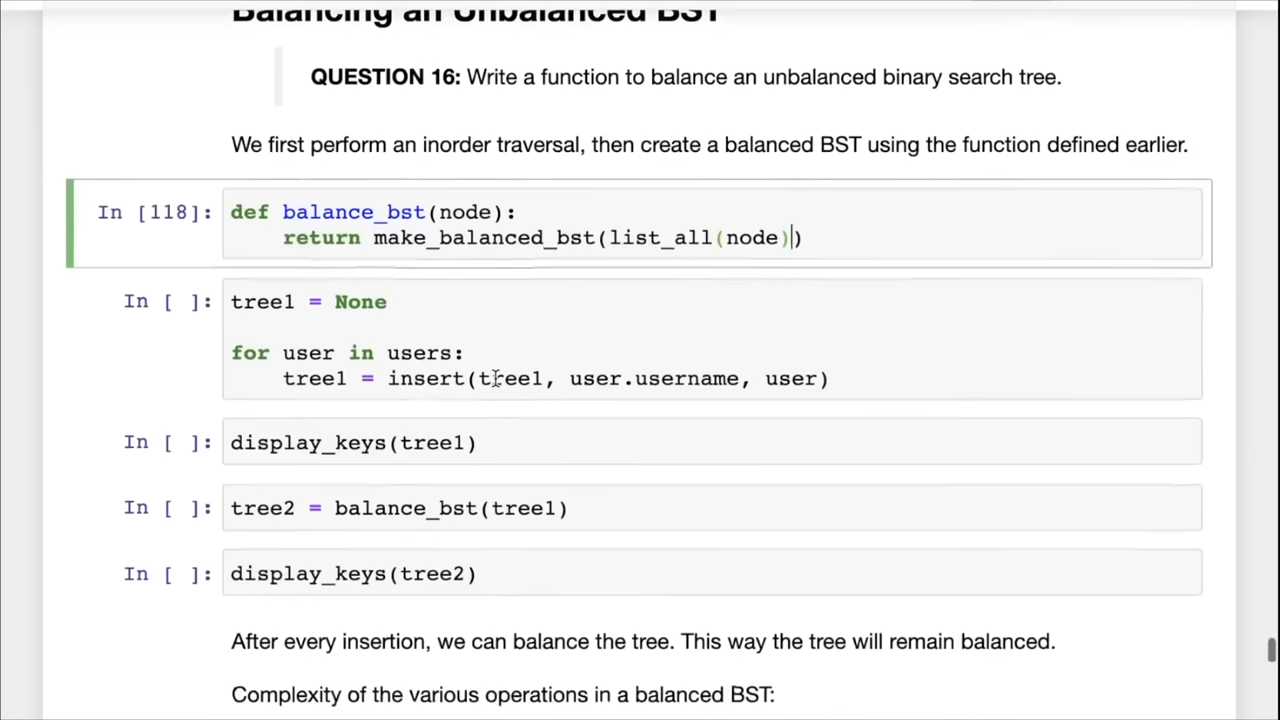 Balancing an Unbalanced BST
QUESTION 16: Write a function to balance an unbalanced binary search tree.
We first perform an inorder traversal, then create a balanced BST using the function defined earlier.
In [118]: def balance_bst(node):
return make_balanced_bst(list_all(node))
In [ ]: tree1 = None
for user in users:
tree1 = insert(tree1, user.username, user)
In [ ]: display_keys(tree1)
In [ ]: tree2 = balance_bst(tree1)
In [ ]: display_keys(tree2)
After every insertion, we can balance the tree. This way the tree will remain balanced.
Complexity of the various operations in a balanced BST: